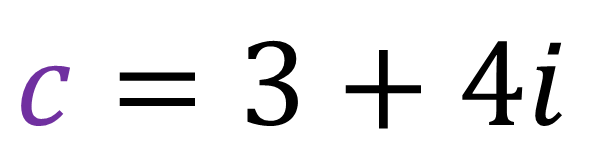 c = 3 + 4i